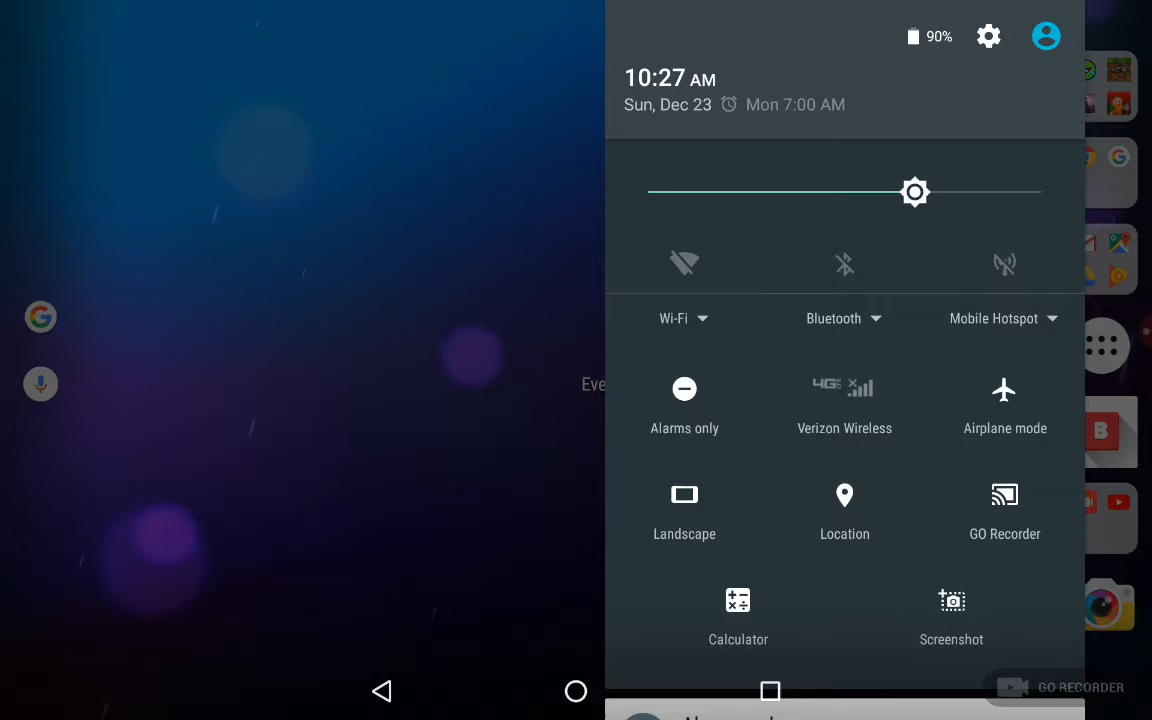 90%
10:27 AM
Sun, Dec 23 Mon 7:00 AM
Wi-Fi Bluetooth Mobile Hotspot
Eve
4G
Alarms only Verizon Wireless Airplane mode
Landscape Location GO Recorder
Calculator Screenshot
B
GO RECORDER